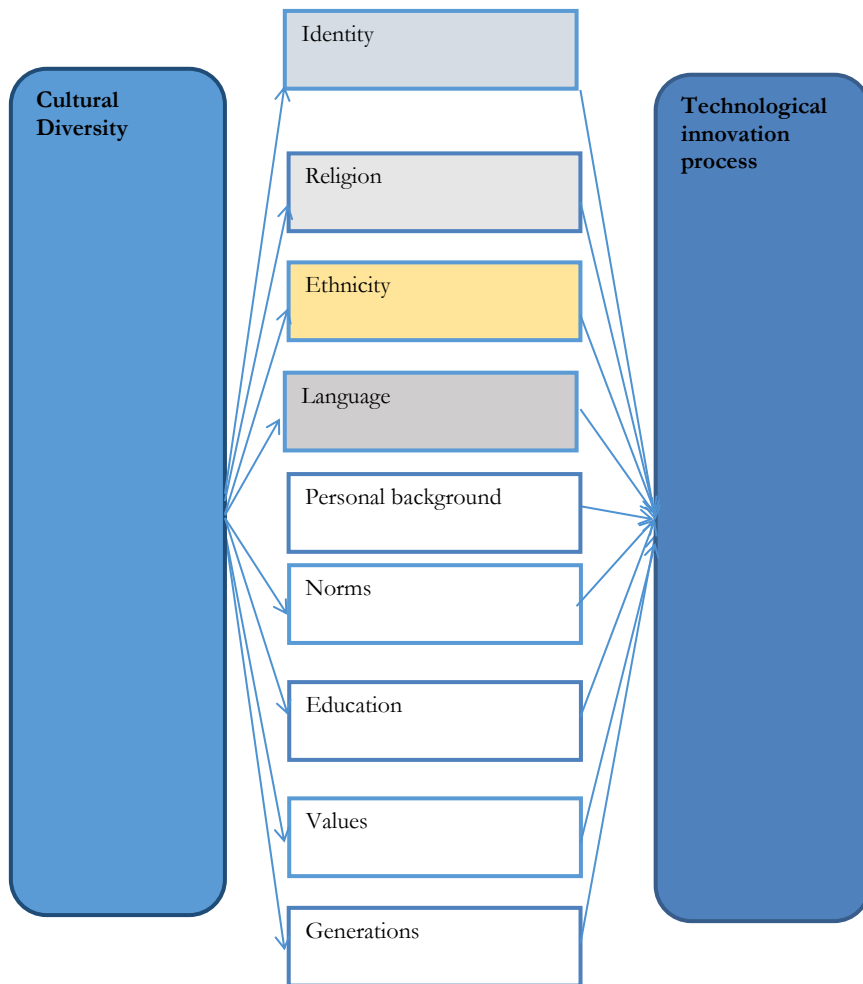 Cultural
Diversity
Identity
Religion
Ethnicity
Language
Personal background
Norms
Education
Values
Generations
Technological
innovation
process